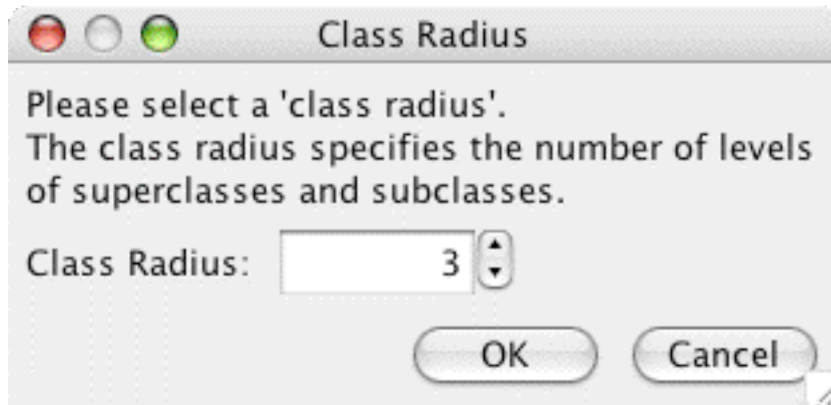 Class Radius
Please select a 'class radius'.
The class radius specifies the number of levels
of superclasses and subclasses.
Class Radius: 3
OK Cancel